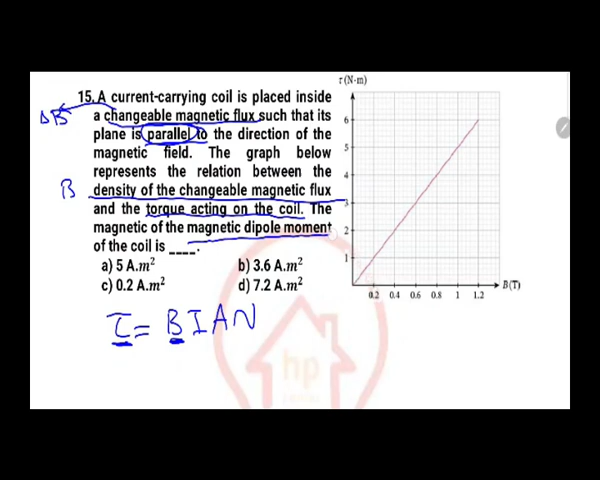 τ(N·m)
15. A current-carrying coil is placed inside
ΔB a changeable magnetic flux such that its
plane is parallel to the direction of the
magnetic field. The graph below
represents the relation between the
B density of the changeable magnetic flux
and the torque acting on the coil. The
magnetic of the magnetic dipole moment
of the coil is ____.
a) 5 A.m² b) 3.6 A.m²
c) 0.2 A.m² d) 7.2 A.m²
6
5
4
3
2
1
0.2 0.4 0.6 0.8 1 1.2 B(T)
τ = BIAN
hp